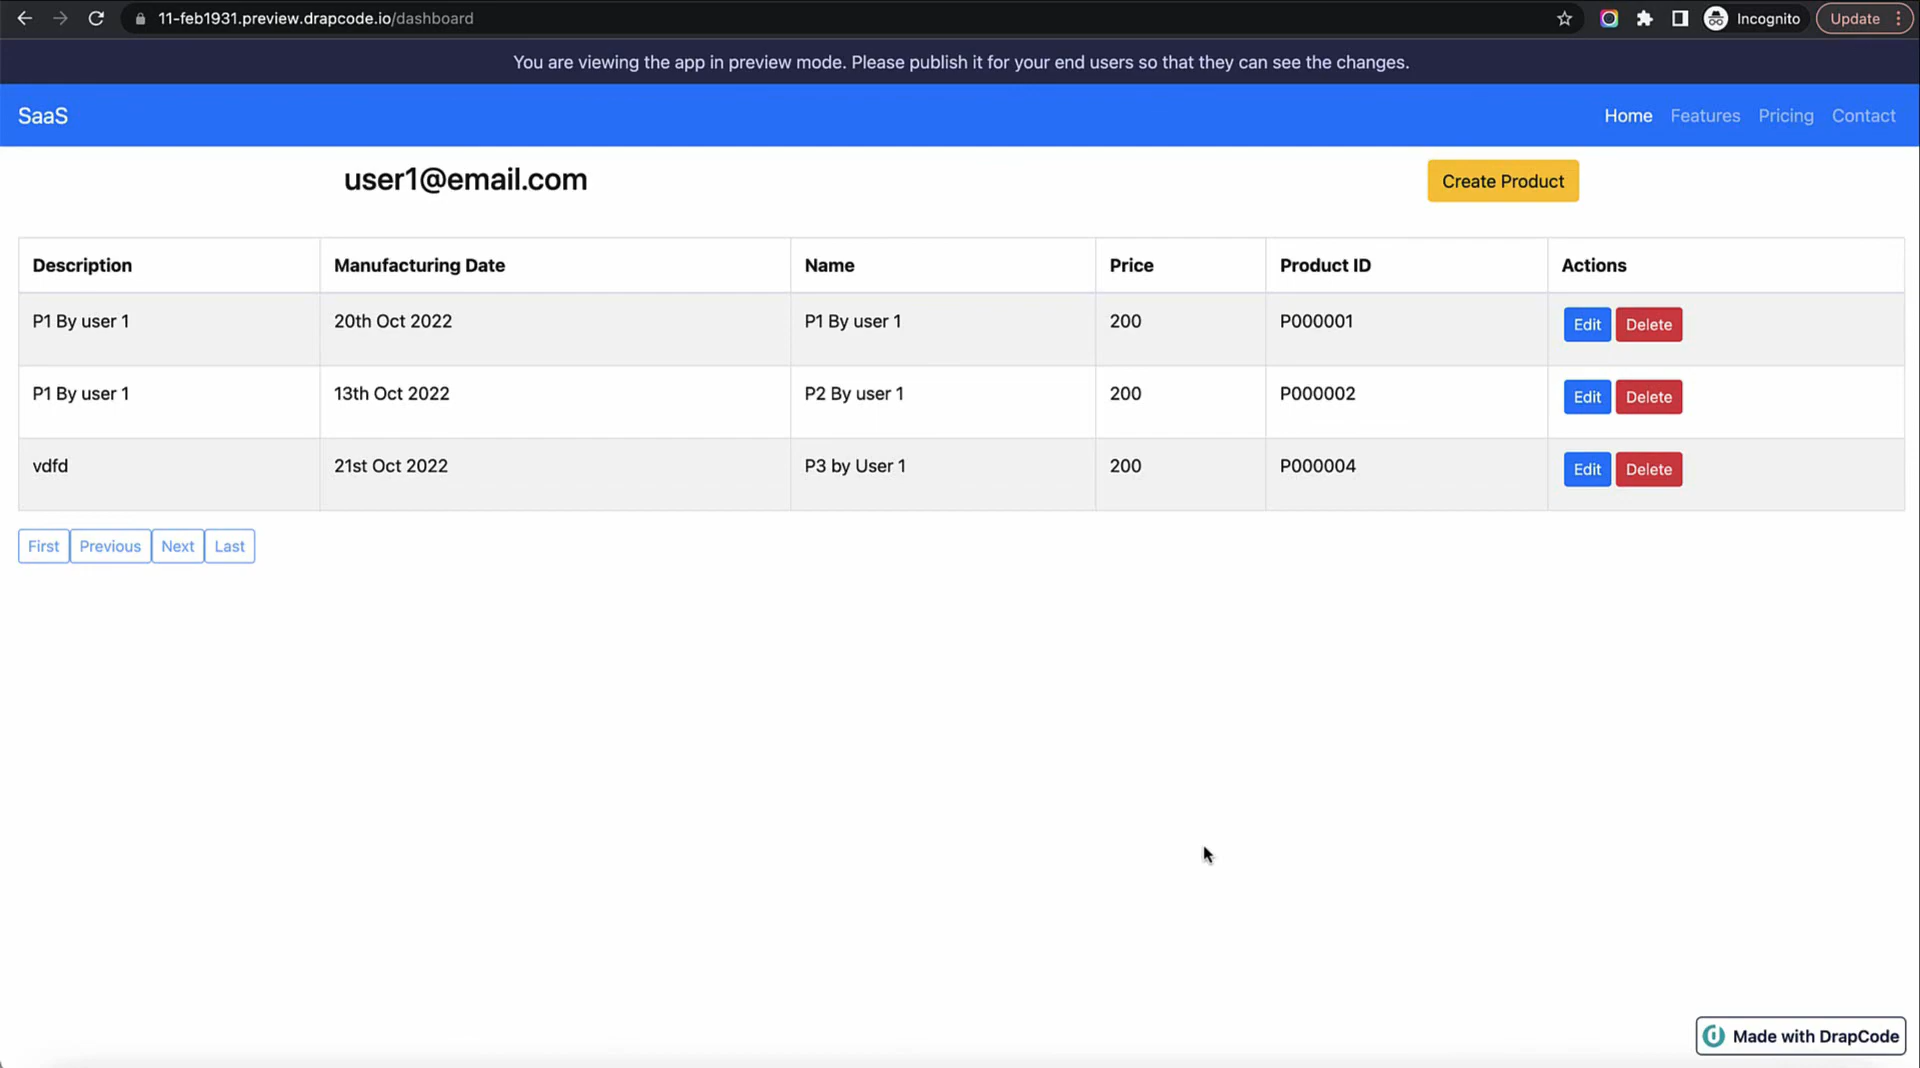 11-feb1931.preview.drapcode.io/dashboard
Incognito
Update
You are viewing the app in preview mode. Please publish it for your end users so that they can see the changes.
SaaS
Home Features Pricing Contact
user1@email.com
Create Product
Description Manufacturing Date Name Price Product ID Actions
P1 By user 1 20th Oct 2022 P1 By user 1 200 P000001 Edit Delete
P1 By user 1 13th Oct 2022 P2 By user 1 200 P000002 Edit Delete
vdfd 21st Oct 2022 P3 by User 1 200 P000004 Edit Delete
First Previous Next Last
Made with DrapCode